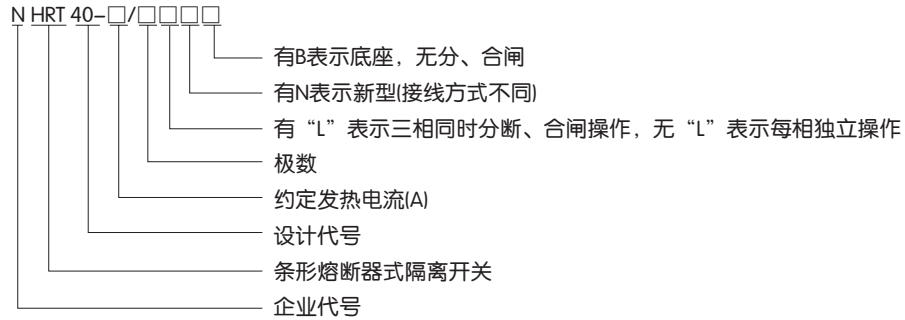 N HRT 40-□/□□□□
有B表示底座，无分、合闸
有N表示新型(接线方式不同)
有“L”表示三相同时分断、合闸操作，无“L”表示每相独立操作
极数
约定发热电流(A)
设计代号
条形熔断器式隔离开关
企业代号